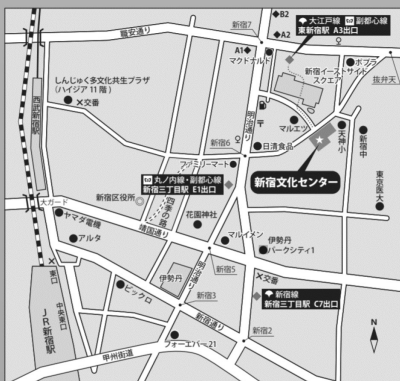 ◆B2
大江戸線 副都心線
東新宿駅 A3出口
新宿7
◆A2
職安通り
A1◆
マクドナルド
ポプラ
抜弁天
新宿イーストサイド
スクエア
しんじゅく多文化共生プラザ
(ハイジア11階)
×交番
西武新宿駅
〒
マルエツ
明治通り
天神小
新宿中
日清食品
新宿6
ファミリーマート
丸ノ内線・副都心線
新宿三丁目駅 E1出口
新宿文化センター
東京医大
新宿区役所
四季の路
大ガード
ヤマダ電機
花園神社
靖国通り
アルタ
マルイメン
伊勢丹
パークシティ1
×
東口
新宿5
伊勢丹
明治通り
×交番
中央東口
ビックロ
新宿3
新宿線
新宿三丁目駅 C7出口
JR新宿駅
新宿通り
新宿2
フォーエバー21
甲州街道
N